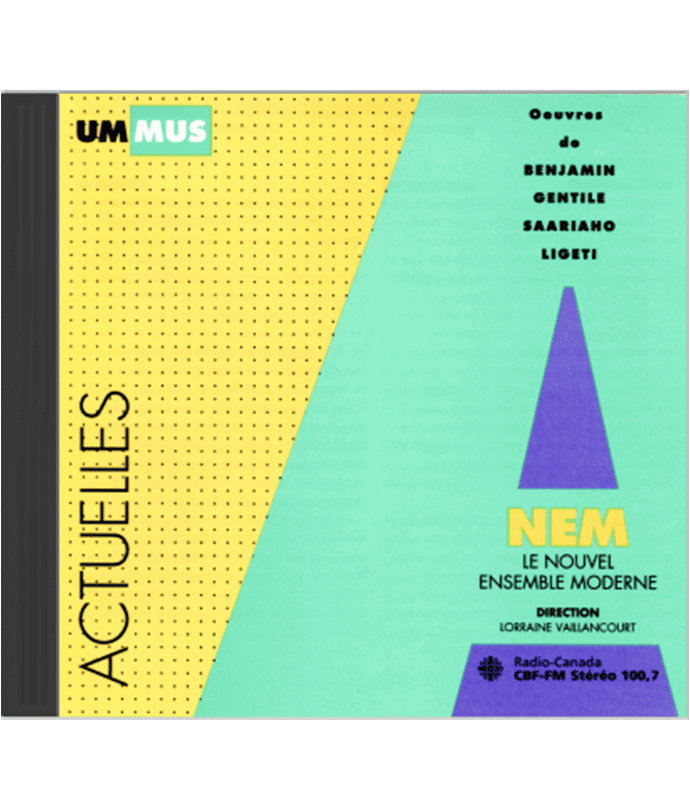 UMMUS
Oeuvres
de
BENJAMIN
GENTILE
SAARIAHO
LIGETI
ACTUELLES
NEM
LE NOUVEL
ENSEMBLE MODERNE
DIRECTION
LORRAINE VAILLANCOURT
Radio-Canada
CBF-FM Stéréo 100,7